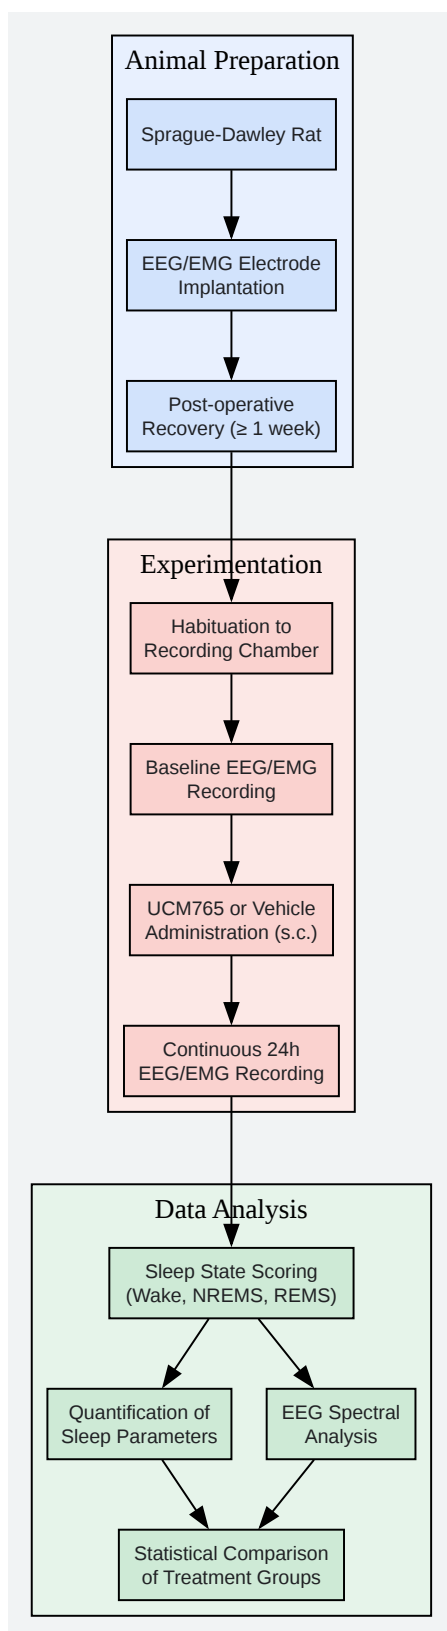 Animal Preparation
Sprague-Dawley Rat
EEG/EMG Electrode
Implantation
Post-operative
Recovery (≥ 1 week)
Experimentation
Habituation to
Recording Chamber
Baseline EEG/EMG
Recording
UCM765 or Vehicle
Administration (s.c.)
Continuous 24h
EEG/EMG Recording
Data Analysis
Sleep State Scoring
(Wake, NREMS, REMS)
Quantification of
Sleep Parameters
EEG Spectral
Analysis
Statistical Comparison
of Treatment Groups